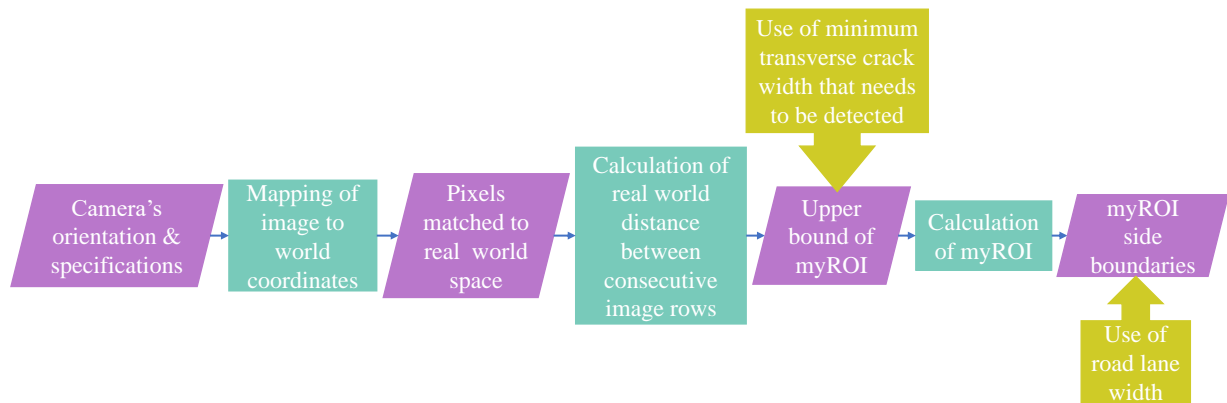 Camera’s
orientation &
specifications
Mapping of
image to
world
coordinates
Pixels
matched to
real world
space
Calculation of
real world
distance
between
consecutive
image rows
Use of minimum
transverse crack
width that needs
to be detected
Upper
bound of
myROI
Calculation
of myROI
myROI
side
boundaries
Use of
road lane
width